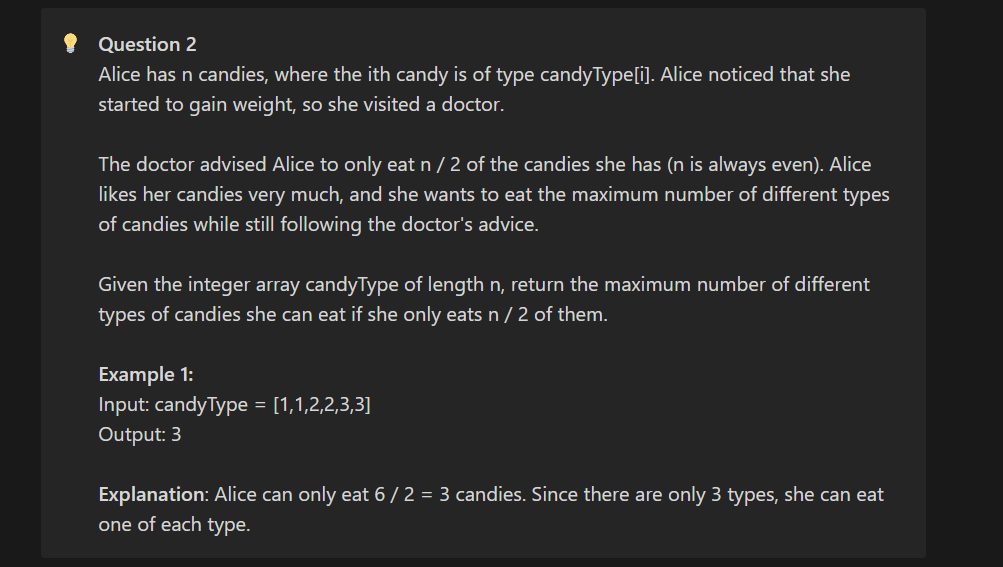 Question 2
Alice has n candies, where the ith candy is of type candyType[i]. Alice noticed that she
started to gain weight, so she visited a doctor.
The doctor advised Alice to only eat n / 2 of the candies she has (n is always even). Alice
likes her candies very much, and she wants to eat the maximum number of different types
of candies while still following the doctor's advice.
Given the integer array candyType of length n, return the maximum number of different
types of candies she can eat if she only eats n / 2 of them.
Example 1:
Input: candyType = [1,1,2,2,3,3]
Output: 3
Explanation: Alice can only eat 6 / 2 = 3 candies. Since there are only 3 types, she can eat
one of each type.